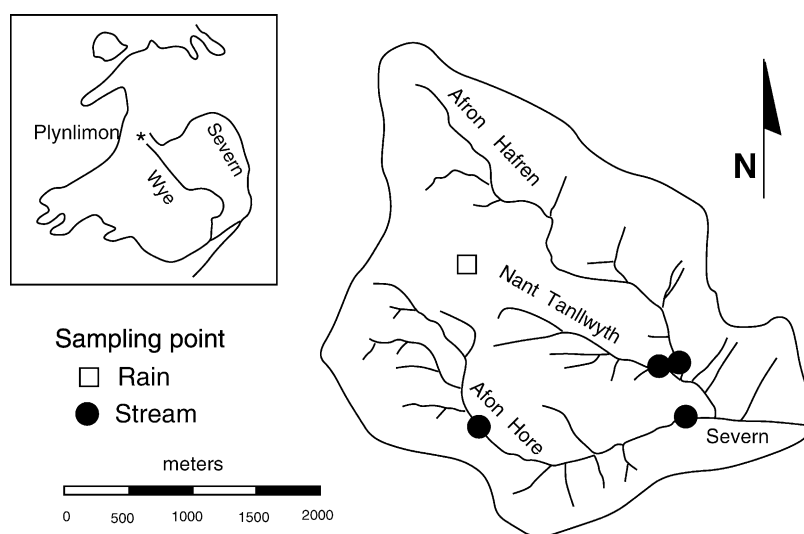 Plynlimon
*
Severn
Wye
Sampling point
Rain
Stream
meters
0 500 1000 1500 2000
Afron Hafren
Nant Tanllwyth
Afon Hore
Severn
N